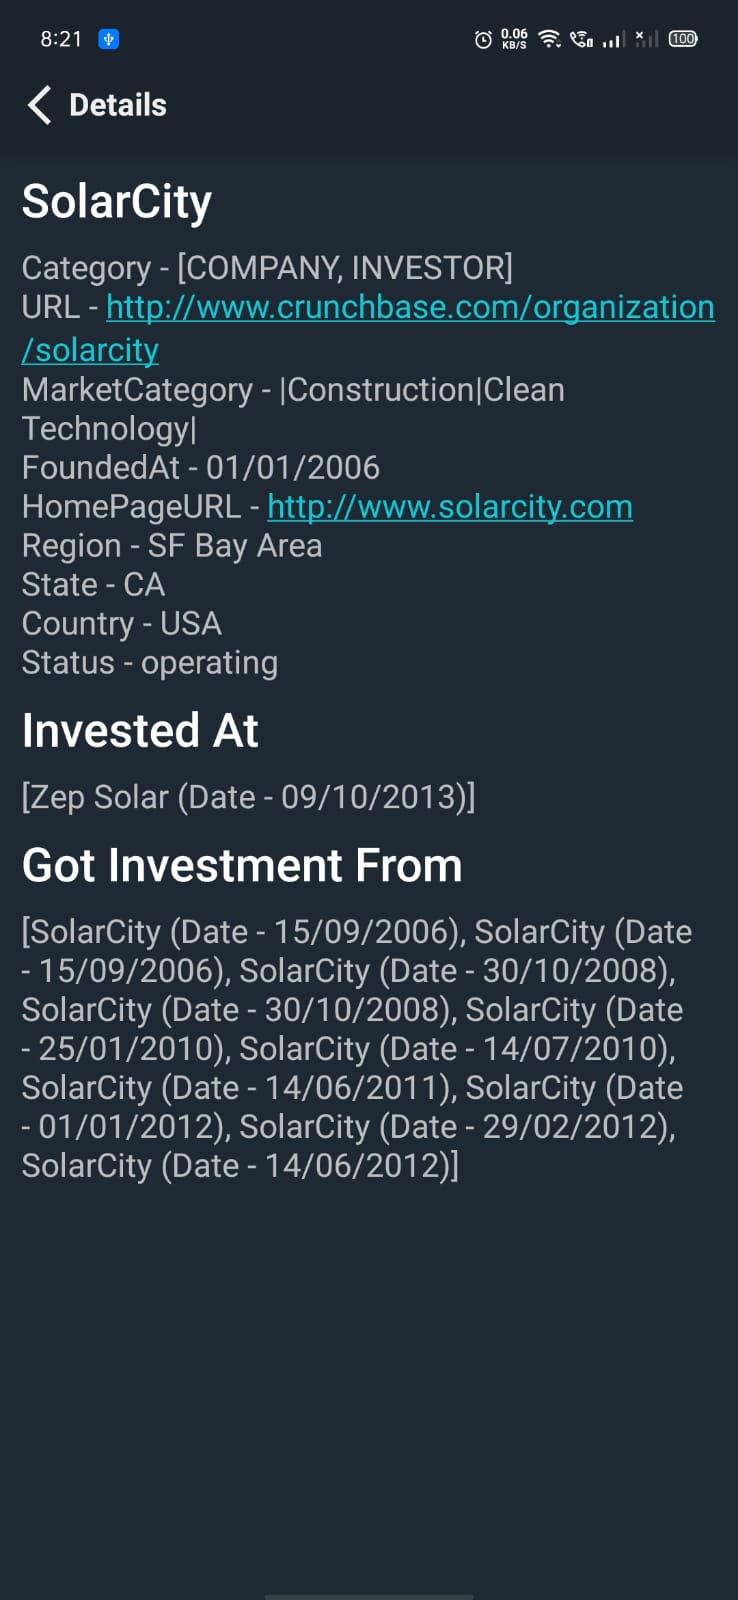 8:21
0.06
KB/S
100
Details
SolarCity
Category - [COMPANY, INVESTOR]
URL - http://www.crunchbase.com/organization
/solarcity
MarketCategory - |Construction|Clean
Technology|
FoundedAt - 01/01/2006
HomePageURL - http://www.solarcity.com
Region - SF Bay Area
State - CA
Country - USA
Status - operating
Invested At
[Zep Solar (Date - 09/10/2013)]
Got Investment From
[SolarCity (Date - 15/09/2006), SolarCity (Date
- 15/09/2006), SolarCity (Date - 30/10/2008),
SolarCity (Date - 30/10/2008), SolarCity (Date
- 25/01/2010), SolarCity (Date - 14/07/2010),
SolarCity (Date - 14/06/2011), SolarCity (Date
- 01/01/2012), SolarCity (Date - 29/02/2012),
SolarCity (Date - 14/06/2012)]